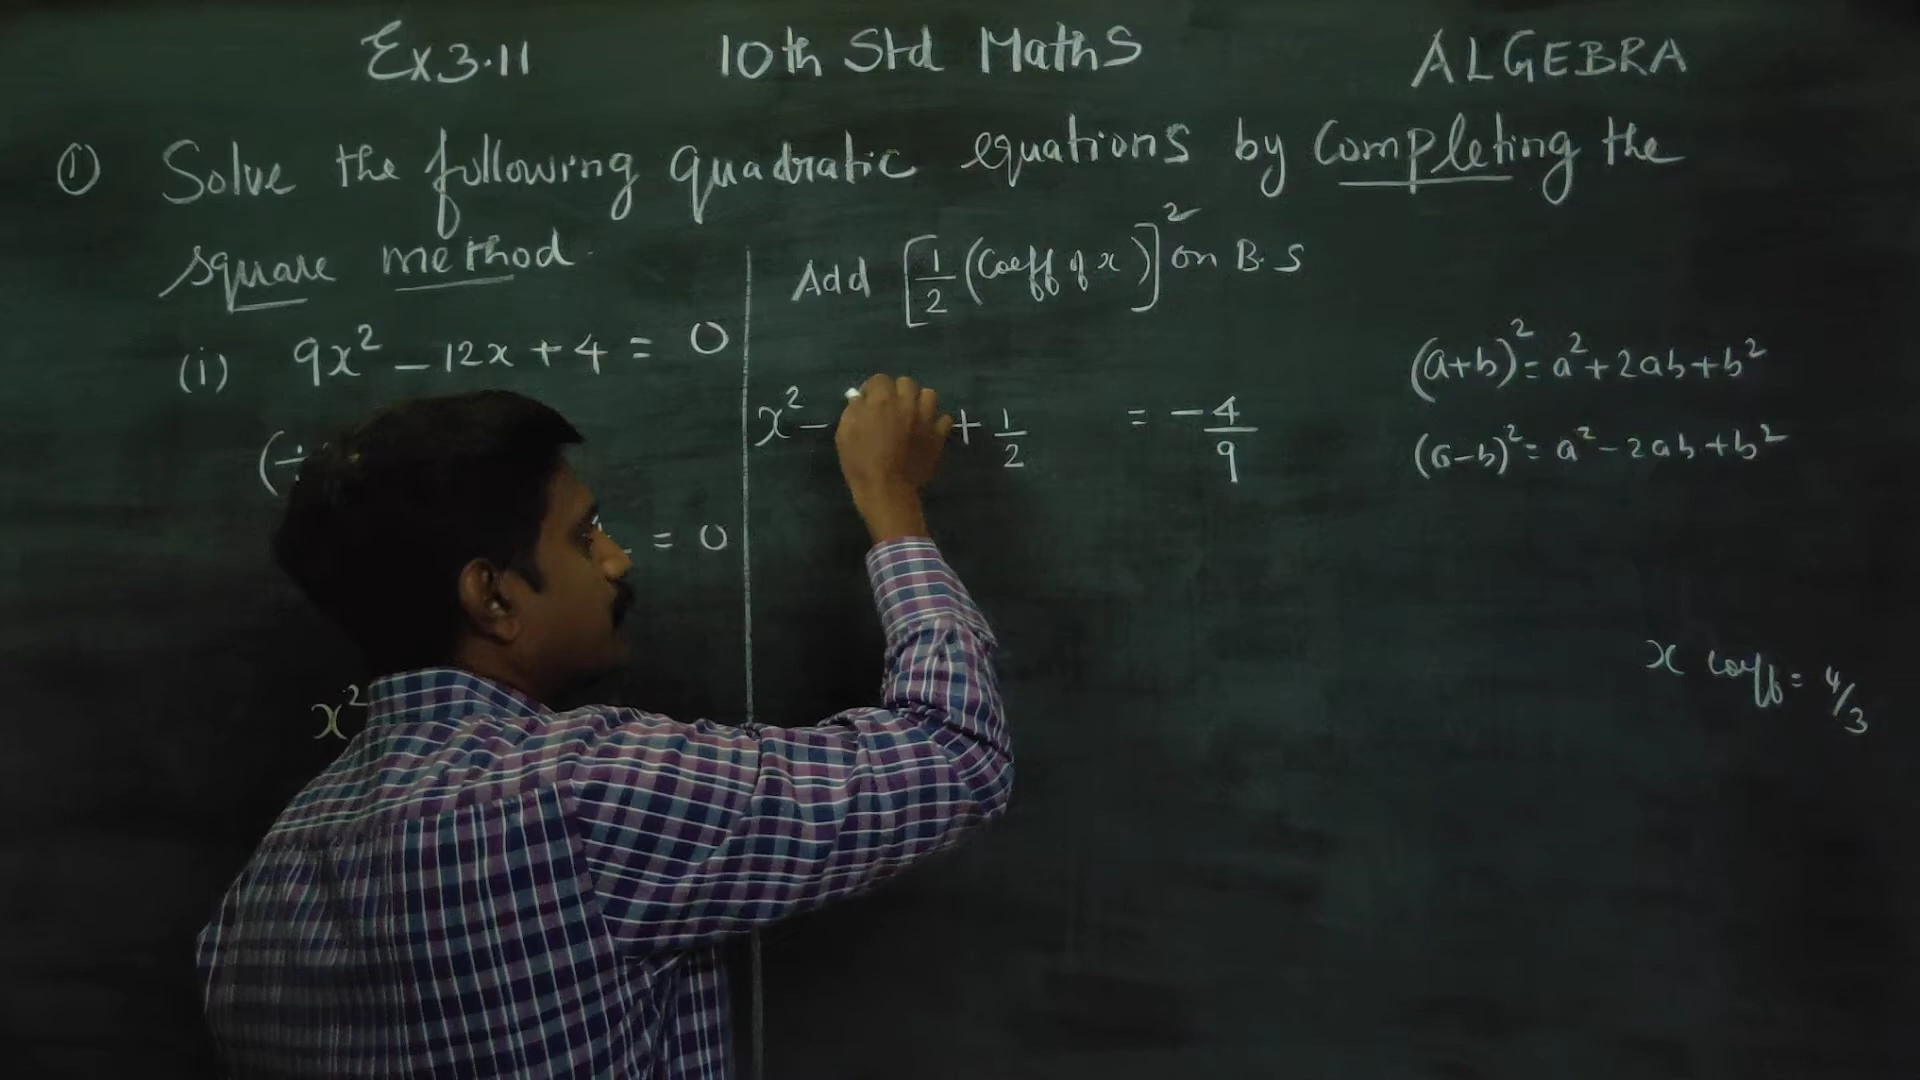 Ex 3.11 10th Std Maths ALGEBRA
① Solve the following quadratic equations by completing the
square method.
(i) 9x² - 12x + 4 = 0
(÷
= 0
x²
Add [1/2 (Coeff of x)]² on B.S
x² - + 1/2 = -4/9
(a+b)² = a² + 2ab + b²
(a-b)² = a² - 2ab + b²
x coeff = 4/3